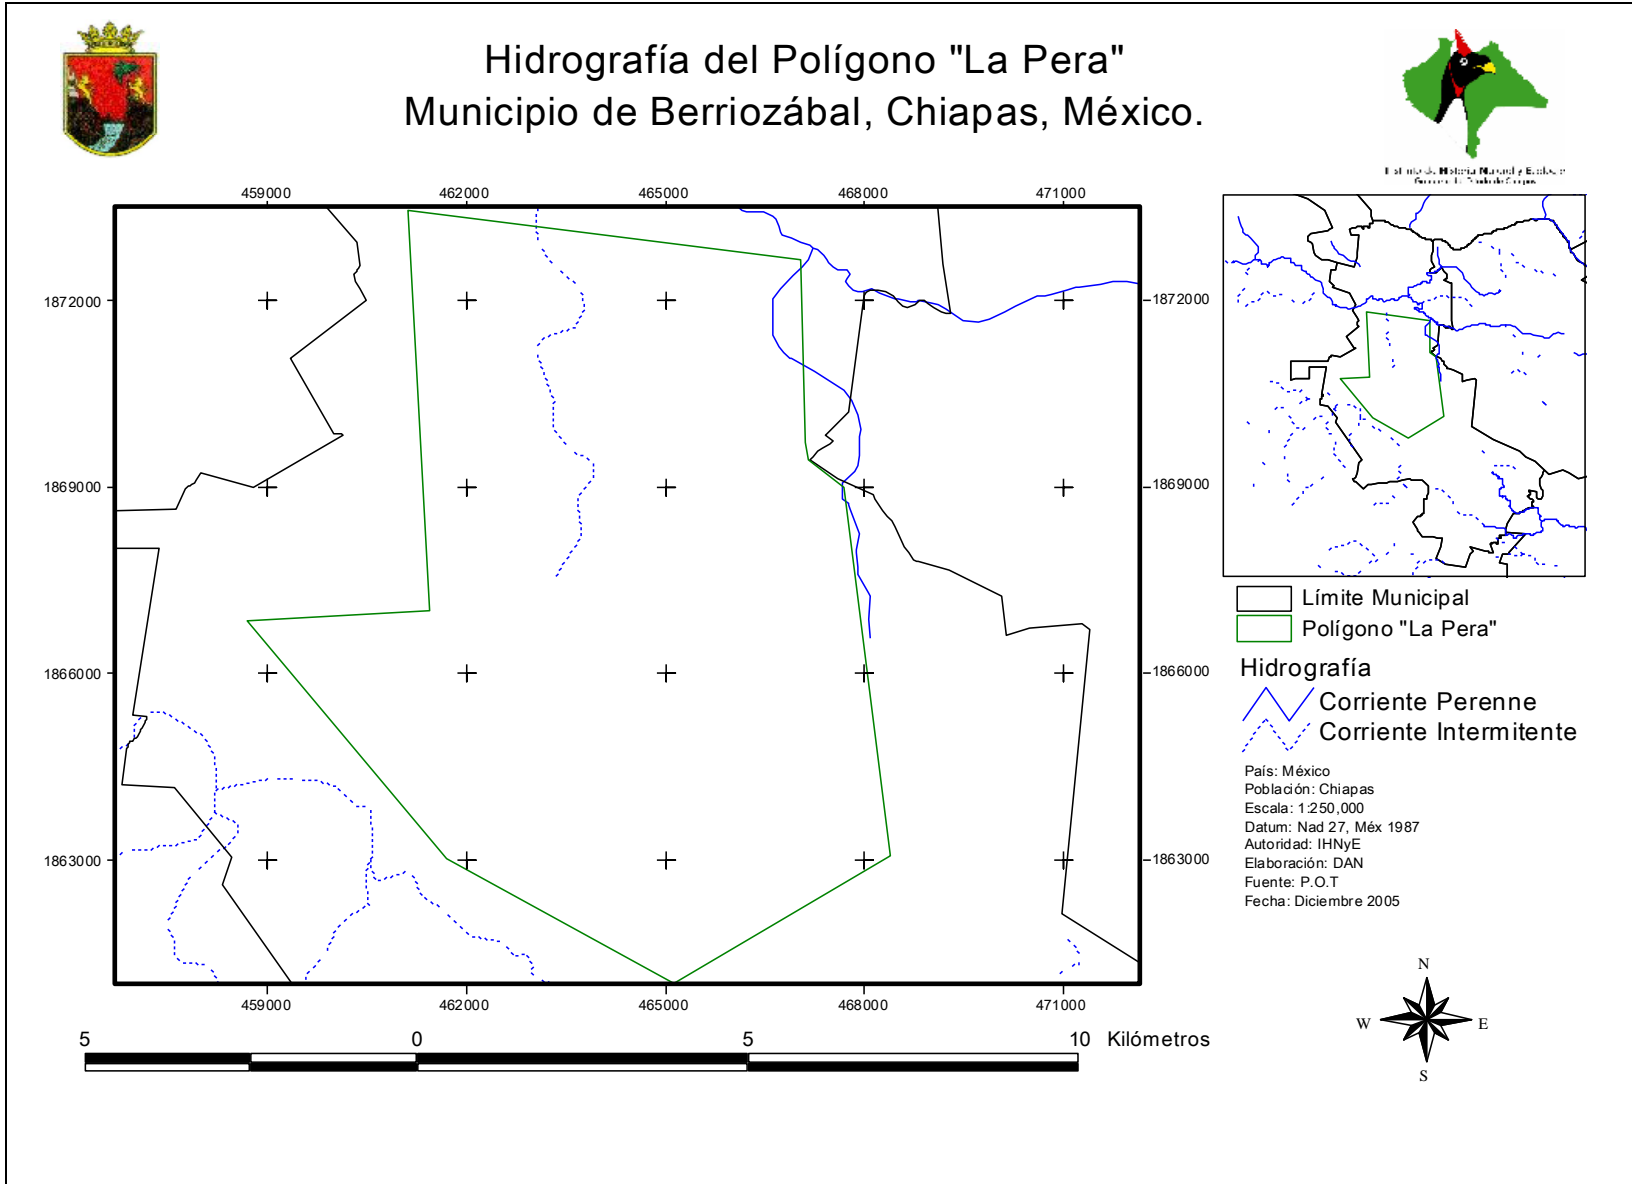 Hidrografía del Polígono "La Pera"
Municipio de Berriozábal, Chiapas, México.
459000 462000 465000 468000 471000
1872000 1872000
1869000 1869000
1866000 1866000
1863000 1863000
459000 462000 465000 468000 471000
5 0 5 10 Kilómetros
Límite Municipal
Polígono "La Pera"
Hidrografía
Corriente Perenne
Corriente Intermitente
País: México
Población: Chiapas
Escala: 1:250,000
Datum: Nad 27, Méx 1987
Autoridad: IHNyE
Elaboración: DAN
Fuente: P.O.T
Fecha: Diciembre 2005
N
W E
S